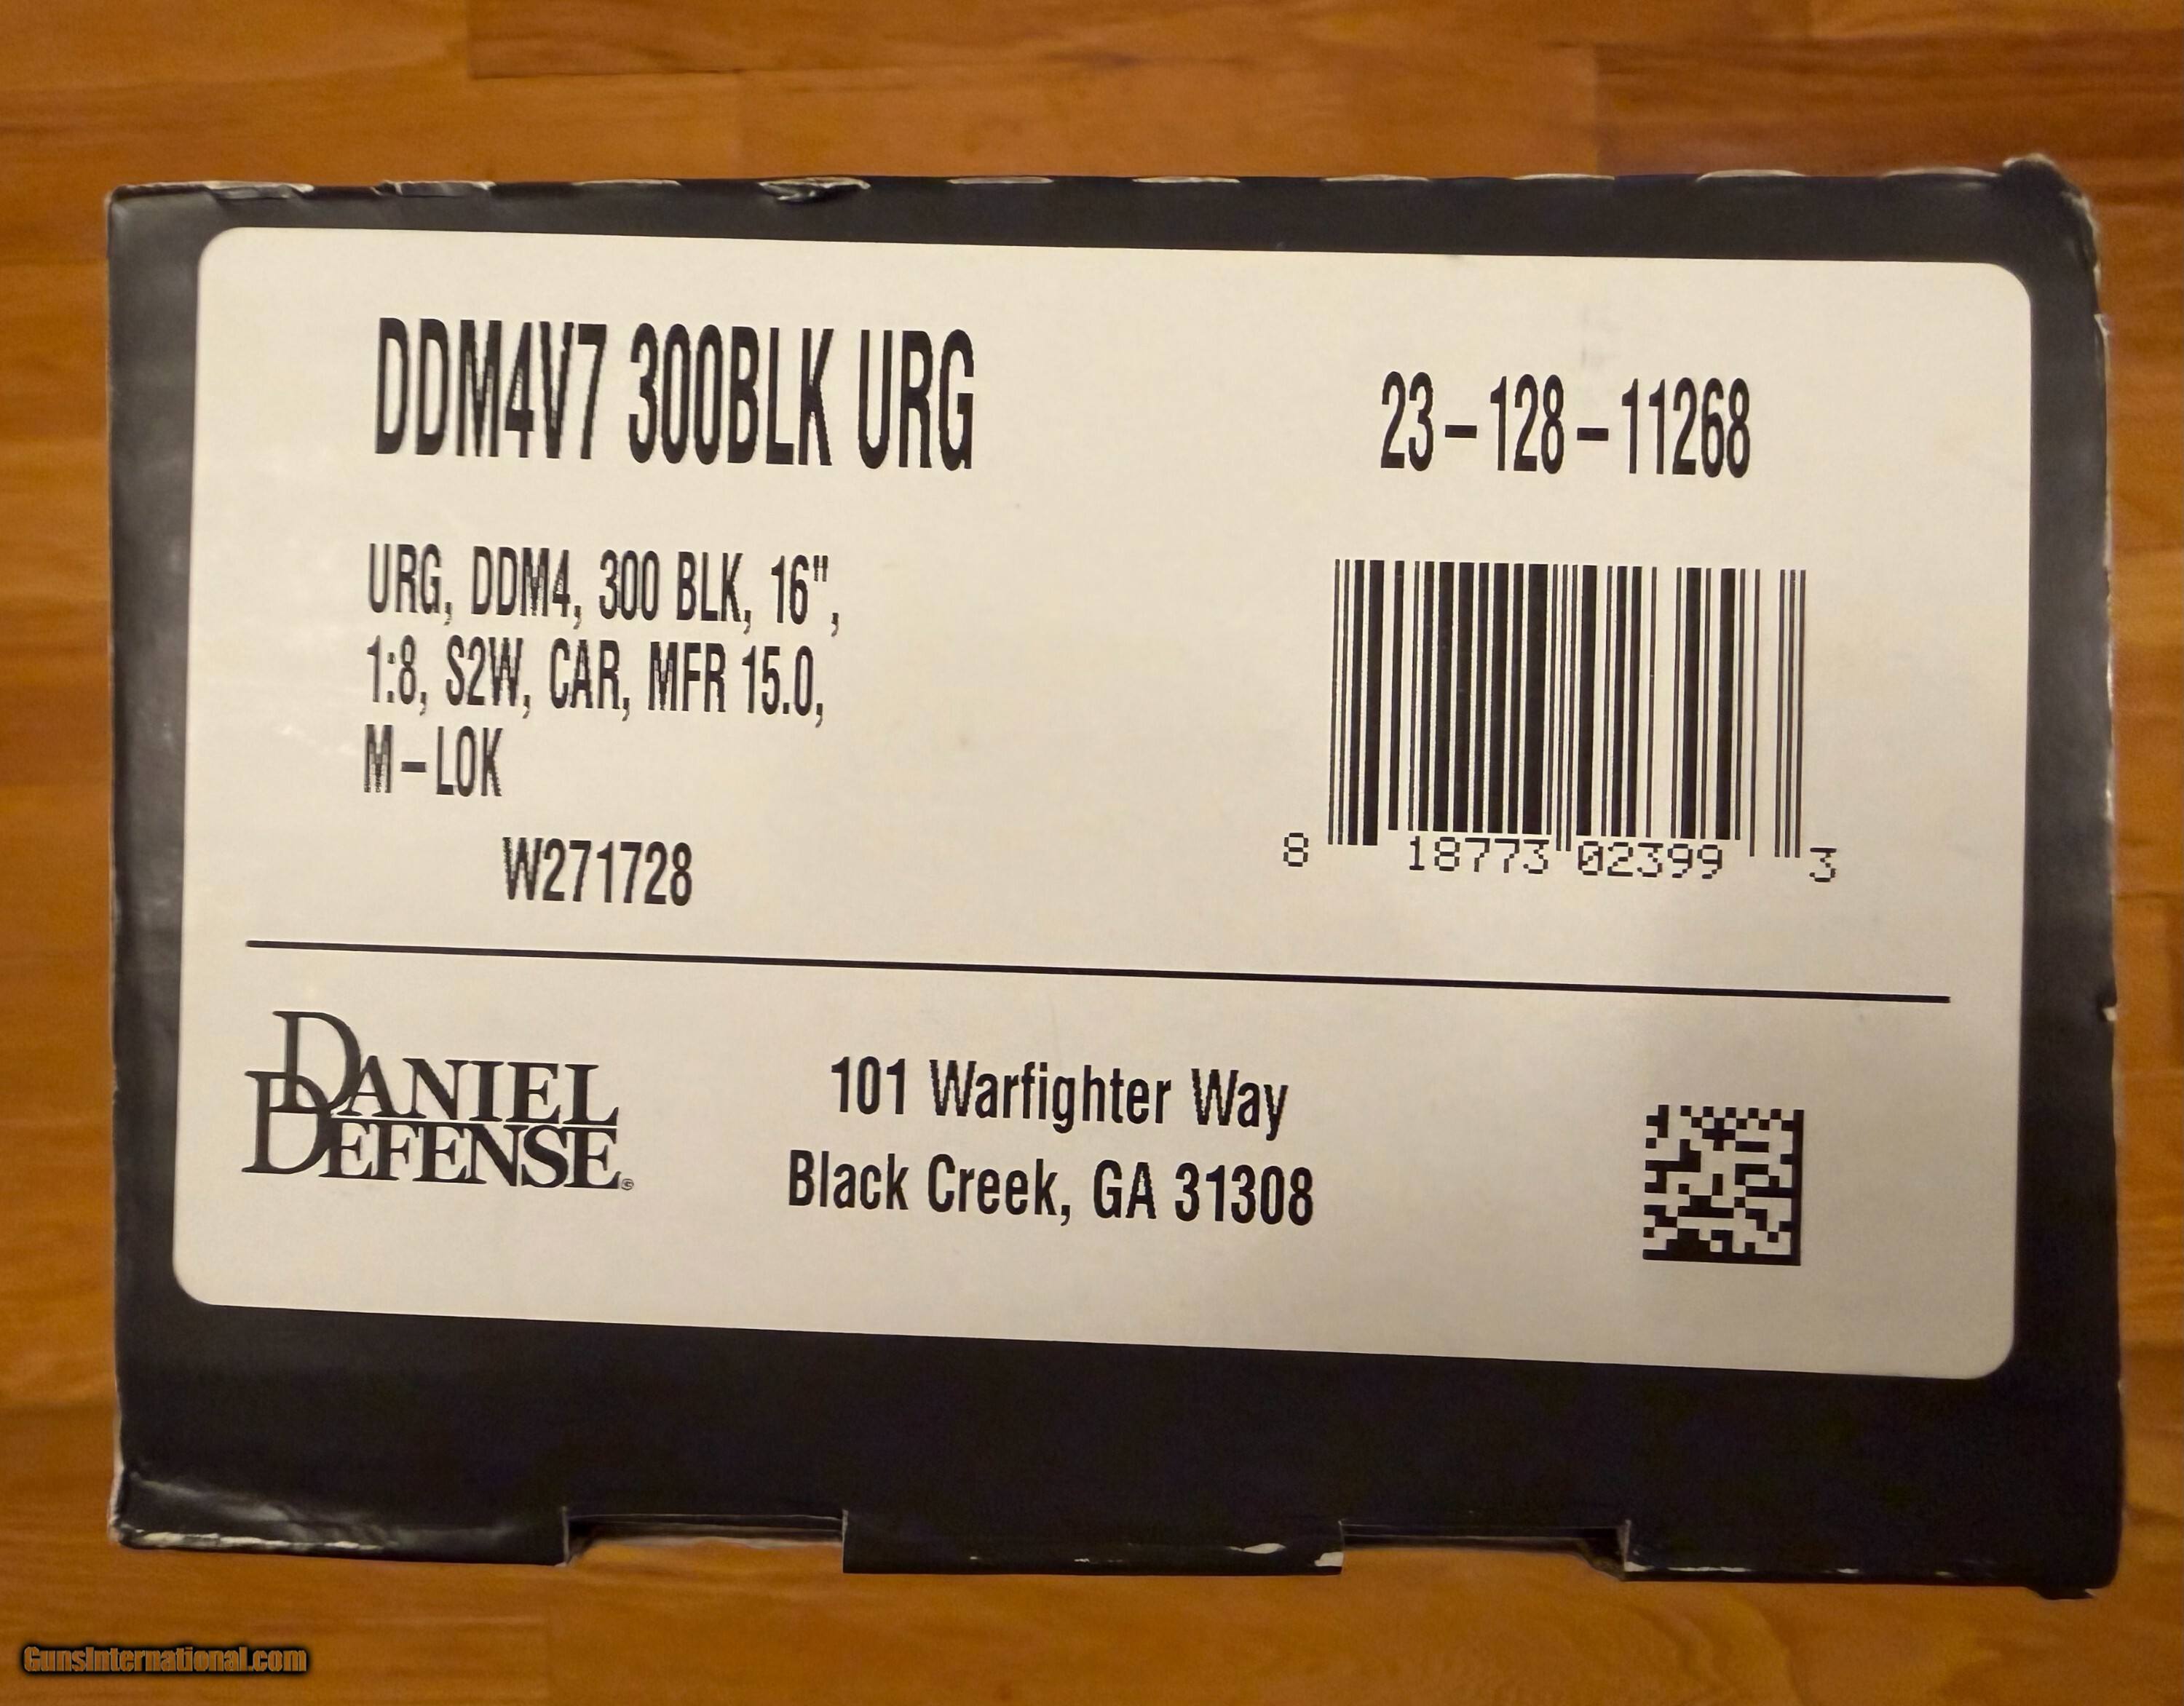 DDM4V7 300BLK URG
23-128-11268
URG, DDM4, 300 BLK, 16",
1:8, S2W, CAR, MFR 15.0,
M-LOK
W271728
8 18773 02399 3
DANIEL
DEFENSE®
101 Warfighter Way
Black Creek, GA 31308
GunsInternational.com